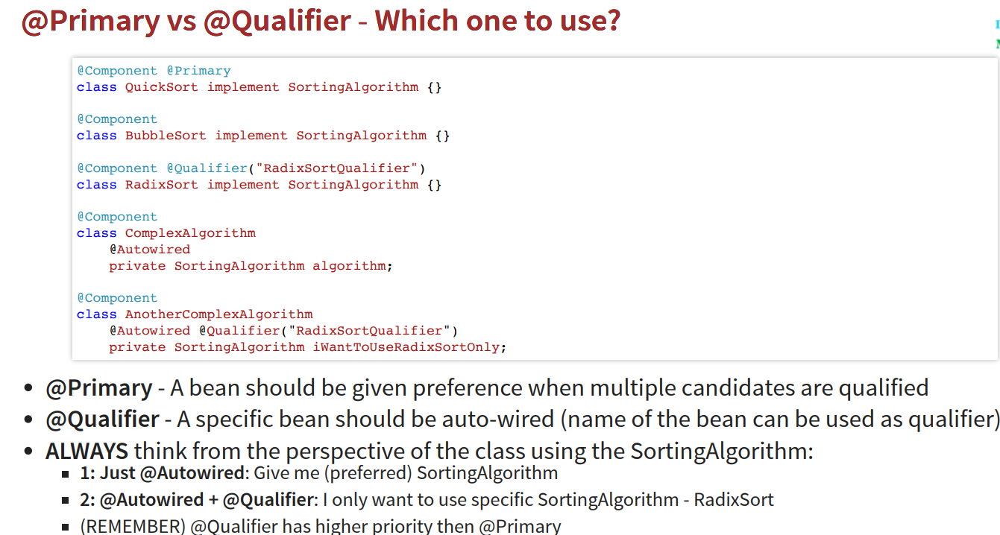 @Primary vs @Qualifier - Which one to use?
@Component @Primary
class QuickSort implement SortingAlgorithm {}
@Component
class BubbleSort implement SortingAlgorithm {}
@Component @Qualifier("RadixSortQualifier")
class RadixSort implement SortingAlgorithm {}
@Component
class ComplexAlgorithm
@Autowired
private SortingAlgorithm algorithm;
@Component
class AnotherComplexAlgorithm
@Autowired @Qualifier("RadixSortQualifier")
private SortingAlgorithm iWantToUseRadixSortOnly;
• @Primary - A bean should be given preference when multiple candidates are qualified
• @Qualifier - A specific bean should be auto-wired (name of the bean can be used as qualifier)
• ALWAYS think from the perspective of the class using the SortingAlgorithm:
▪ 1: Just @Autowired: Give me (preferred) SortingAlgorithm
▪ 2: @Autowired + @Qualifier: I only want to use specific SortingAlgorithm - RadixSort
▪ (REMEMBER) @Qualifier has higher priority then @Primary